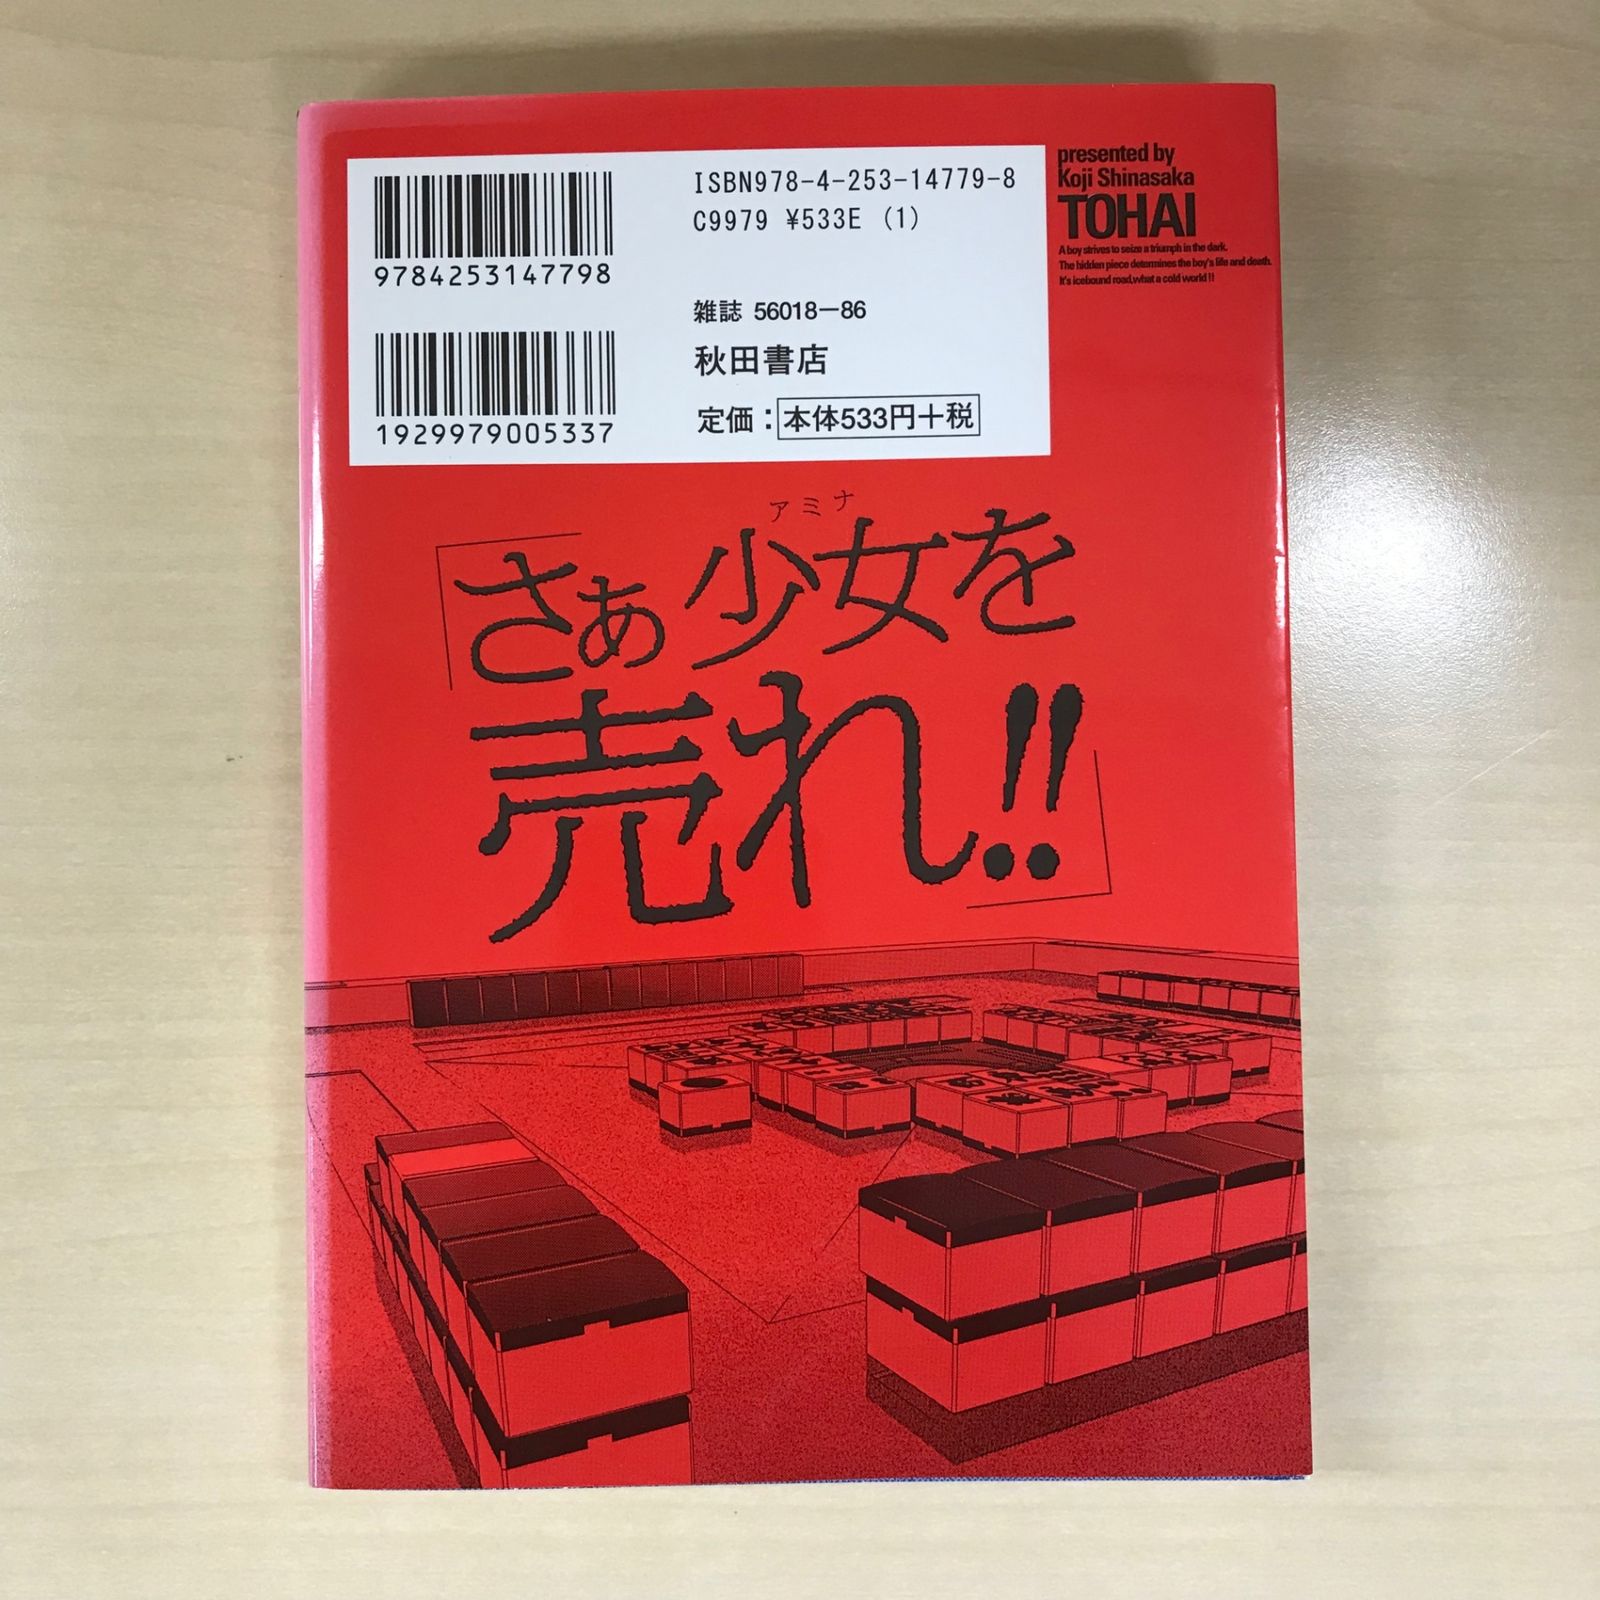 ISBN978-4-253-14779-8
C9979 ¥533E (1)
9784253147798
雑誌 56018-86
秋田書店
定価：本体533円＋税
1929979005337
presented by
Koji Shinasaka
TOHAI
A boy strives to seize a triumph in the dark.
The hidden piece determines the boy's life and death.
It's icebound road,what a cold world !!
アミナ
「さぁ少女を
売れ!!」